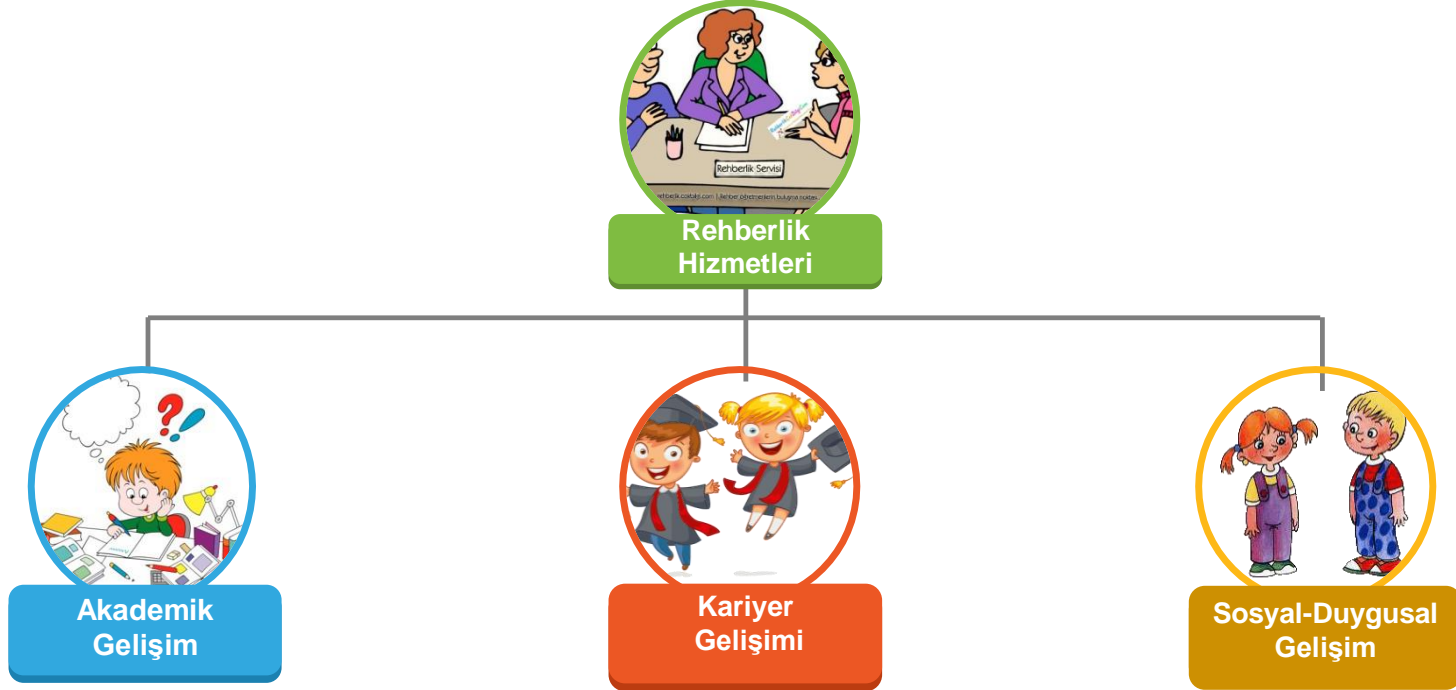 Rehberlik Servisi
Rehberlik
Hizmetleri
Akademik
Gelişim
Kariyer
Gelişimi
Sosyal-Duygusal
Gelişim